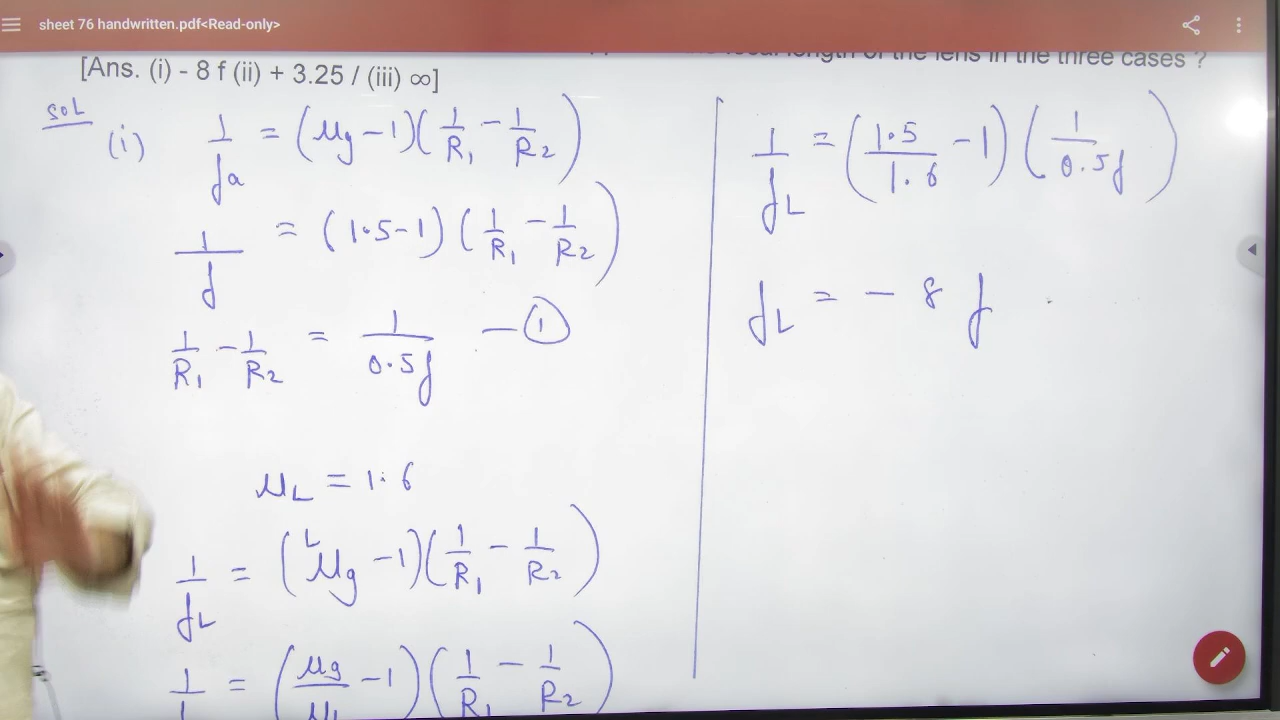 sheet 76 handwritten.pdf<Read-only>
focal length of the lens in the three cases ?
[Ans. (i) - 8 f (ii) + 3.25 / (iii) ∞]
SOL
(i) 1/fa = (μg − 1)(1/R1 − 1/R2)
1/f = (1.5−1)(1/R1 − 1/R2)
1/R1 − 1/R2 = 1/0.5f — ①
μL = 1.6
1/fL = (Lμg − 1)(1/R1 − 1/R2)
1/ = (μg/μL − 1)(1/R1 − 1/R2)
1/fL = (1.5/1.6 − 1)(1/0.5f)
fL = − 8 f